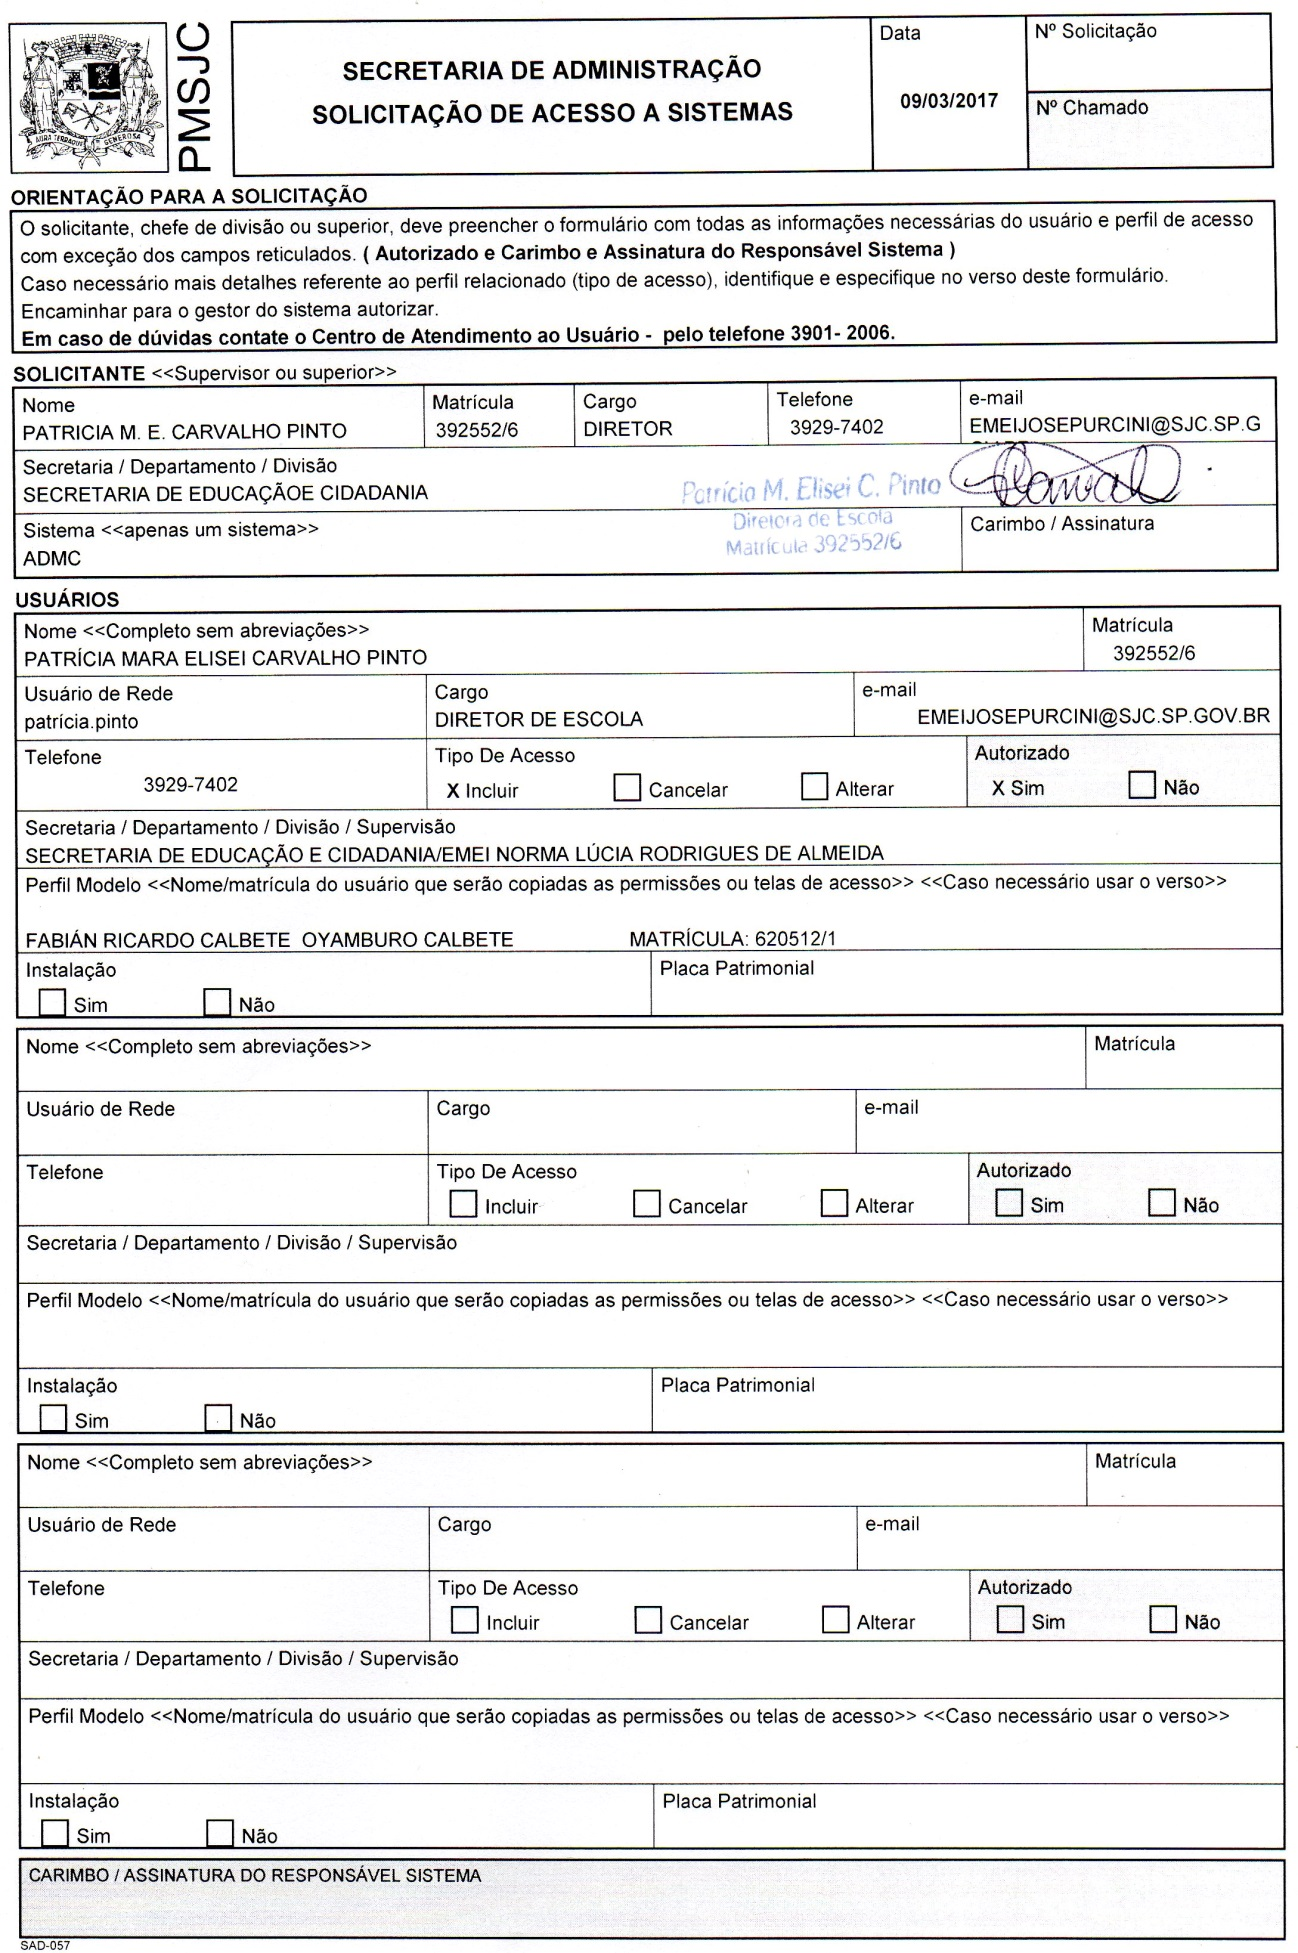 PMSJC
AURA TERRAQUE GENEROSA
SECRETARIA DE ADMINISTRAÇÃO
SOLICITAÇÃO DE ACESSO A SISTEMAS
Data
09/03/2017
Nº Solicitação
Nº Chamado
ORIENTAÇÃO PARA A SOLICITAÇÃO
O solicitante, chefe de divisão ou superior, deve preencher o formulário com todas as informações necessárias do usuário e perfil de acesso
com exceção dos campos reticulados. ( Autorizado e Carimbo e Assinatura do Responsável Sistema )
Caso necessário mais detalhes referente ao perfil relacionado (tipo de acesso), identifique e especifique no verso deste formulário.
Encaminhar para o gestor do sistema autorizar.
Em caso de dúvidas contate o Centro de Atendimento ao Usuário - pelo telefone 3901- 2006.
SOLICITANTE <<Supervisor ou superior>>
Nome Matrícula Cargo Telefone e-mail
PATRICIA M. E. CARVALHO PINTO 392552/6 DIRETOR 3929-7402 EMEIJOSEPURCINI@SJC.SP.G
Secretaria / Departamento / Divisão
SECRETARIA DE EDUCAÇÃOE CIDADANIA
Patrícia M. Elisei C. Pinto
Diretora de Escola
Matrícula 392552/6
Sistema <<apenas um sistema>> Carimbo / Assinatura
ADMC
USUÁRIOS
Nome <<Completo sem abreviações>> Matrícula
PATRÍCIA MARA ELISEI CARVALHO PINTO 392552/6
Usuário de Rede Cargo e-mail
patrícia.pinto DIRETOR DE ESCOLA EMEIJOSEPURCINI@SJC.SP.GOV.BR
Telefone Tipo De Acesso Autorizado
3929-7402 X Incluir Cancelar Alterar X Sim Não
Secretaria / Departamento / Divisão / Supervisão
SECRETARIA DE EDUCAÇÃO E CIDADANIA/EMEI NORMA LÚCIA RODRIGUES DE ALMEIDA
Perfil Modelo <<Nome/matrícula do usuário que serão copiadas as permissões ou telas de acesso>> <<Caso necessário usar o verso>>
FABIÁN RICARDO CALBETE OYAMBURO CALBETE MATRÍCULA: 620512/1
Instalação Placa Patrimonial
Sim Não
Nome <<Completo sem abreviações>> Matrícula
Usuário de Rede Cargo e-mail
Telefone Tipo De Acesso Autorizado
Incluir Cancelar Alterar Sim Não
Secretaria / Departamento / Divisão / Supervisão
Perfil Modelo <<Nome/matrícula do usuário que serão copiadas as permissões ou telas de acesso>> <<Caso necessário usar o verso>>
Instalação Placa Patrimonial
Sim Não
Nome <<Completo sem abreviações>> Matrícula
Usuário de Rede Cargo e-mail
Telefone Tipo De Acesso Autorizado
Incluir Cancelar Alterar Sim Não
Secretaria / Departamento / Divisão / Supervisão
Perfil Modelo <<Nome/matrícula do usuário que serão copiadas as permissões ou telas de acesso>> <<Caso necessário usar o verso>>
Instalação Placa Patrimonial
Sim Não
CARIMBO / ASSINATURA DO RESPONSÁVEL SISTEMA
SAD-057